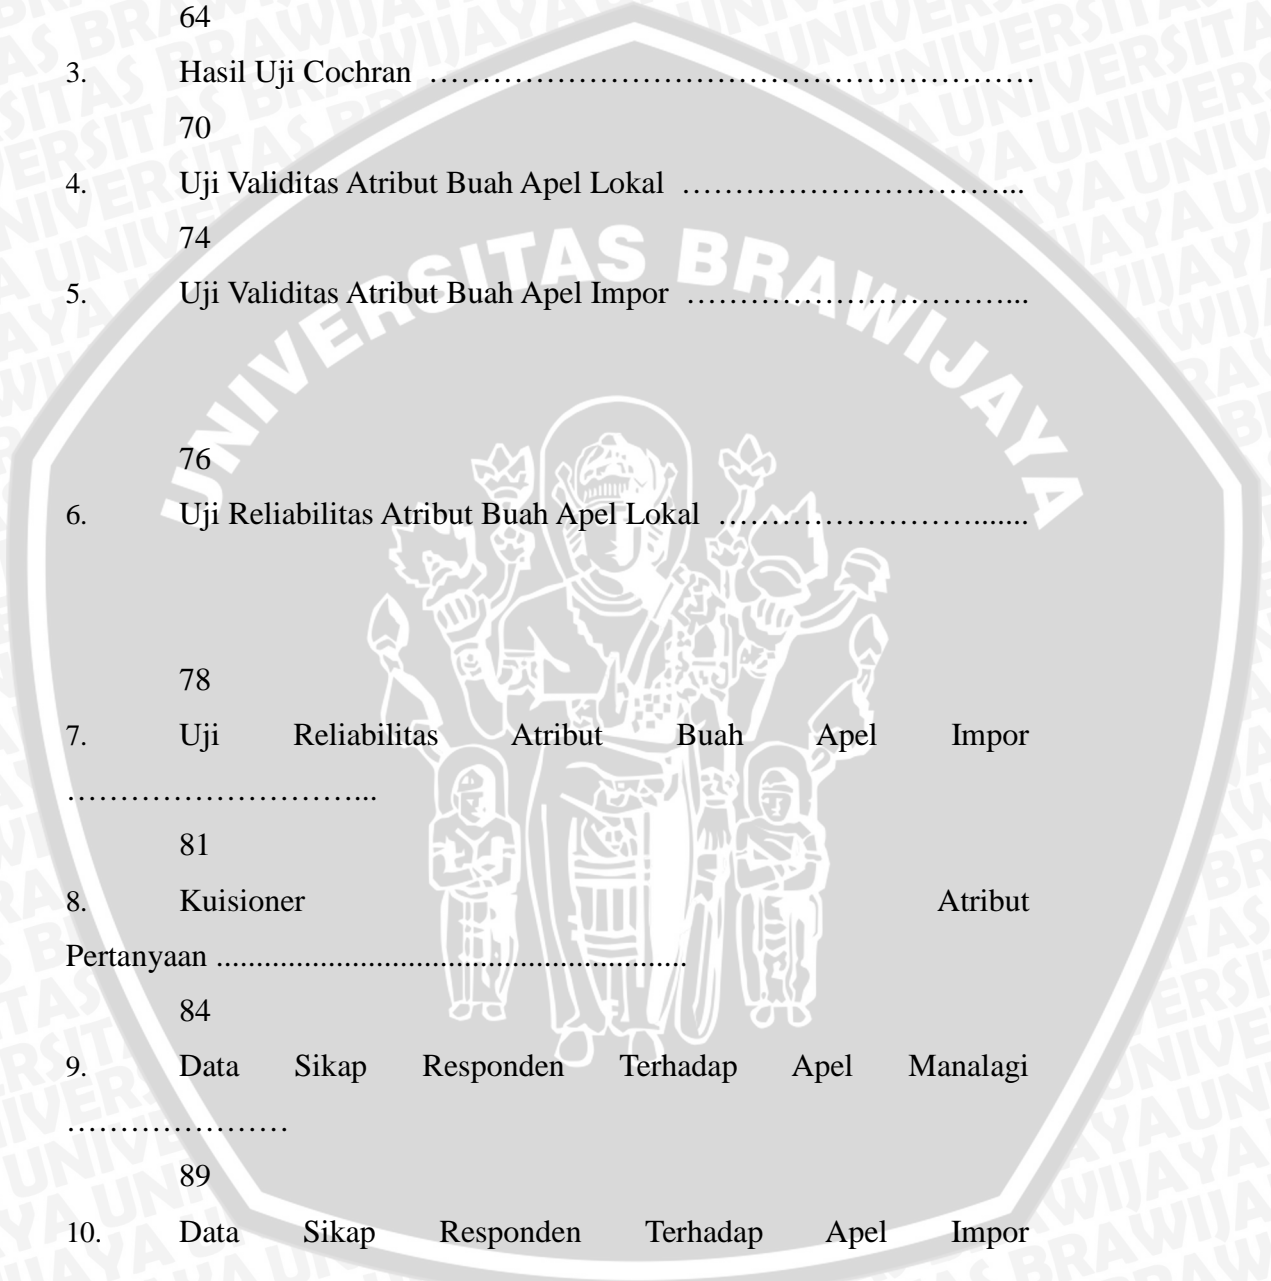 64
3. Hasil Uji Cochran ……………………………………………………
70
4. Uji Validitas Atribut Buah Apel Lokal …………………………...
74
5. Uji Validitas Atribut Buah Apel Impor …………………………...
76
6. Uji Reliabilitas Atribut Buah Apel Lokal …………………….......
78
7. Uji Reliabilitas Atribut Buah Apel Impor
………………………...
81
8. Kuisioner Atribut
Pertanyaan ..........................................................
84
9. Data Sikap Responden Terhadap Apel Manalagi
…………………
89
10. Data Sikap Responden Terhadap Apel Impor
UNIVERSITAS BRAWIJAYA